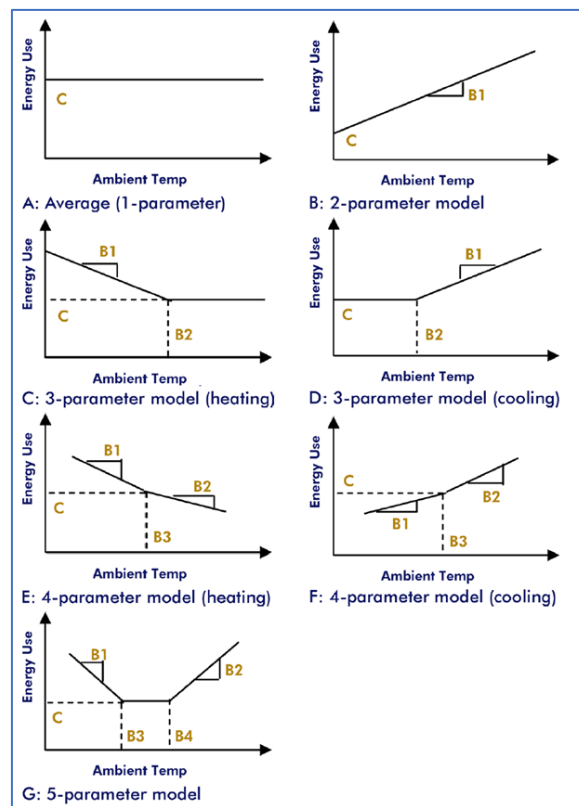 Energy Use
C
Ambient Temp
A: Average (1-parameter)
Energy Use
B1
C
Ambient Temp
B: 2-parameter model
Energy Use
B1
C
B2
Ambient Temp
C: 3-parameter model (heating)
Energy Use
B1
C
B2
Ambient Temp
D: 3-parameter model (cooling)
Energy Use
B1
B2
C
B3
Ambient Temp
E: 4-parameter model (heating)
Energy Use
C
B2
B1
B3
Ambient Temp
F: 4-parameter model (cooling)
Energy Use
B1
B2
C
B3
B4
Ambient Temp
G: 5-parameter model